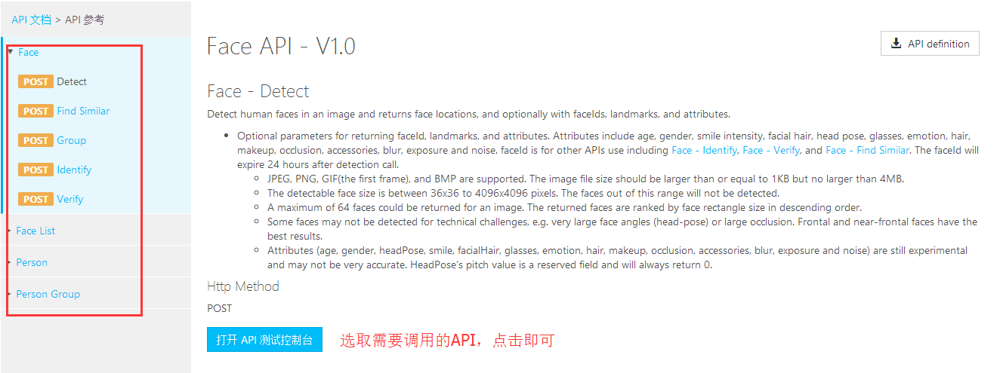 API 文档 > API 参考
Face
POST Detect
POST Find Similar
POST Group
POST Identify
POST Verify
Face List
Person
Person Group
Face API - V1.0
API definition
Face - Detect
Detect human faces in an image and returns face locations, and optionally with faceIds, landmarks, and attributes.
Optional parameters for returning faceId, landmarks, and attributes. Attributes include age, gender, smile intensity, facial hair, head pose, glasses, emotion, hair,
makeup, occlusion, accessories, blur, exposure and noise. faceId is for other APIs use including Face - Identify, Face - Verify, and Face - Find Similar. The faceId will
expire 24 hours after detection call.
JPEG, PNG, GIF(the first frame), and BMP are supported. The image file size should be larger than or equal to 1KB but no larger than 4MB.
The detectable face size is between 36x36 to 4096x4096 pixels. The faces out of this range will not be detected.
A maximum of 64 faces could be returned for an image. The returned faces are ranked by face rectangle size in descending order.
Some faces may not be detected for technical challenges, e.g. very large face angles (head-pose) or large occlusion. Frontal and near-frontal faces have the
best results.
Attributes (age, gender, headPose, smile, facialHair, glasses, emotion, hair, makeup, occlusion, accessories, blur, exposure and noise) are still experimental
and may not be very accurate. HeadPose's pitch value is a reserved field and will always return 0.
Http Method
POST
打开 API 测试控制台
选取需要调用的API，点击即可